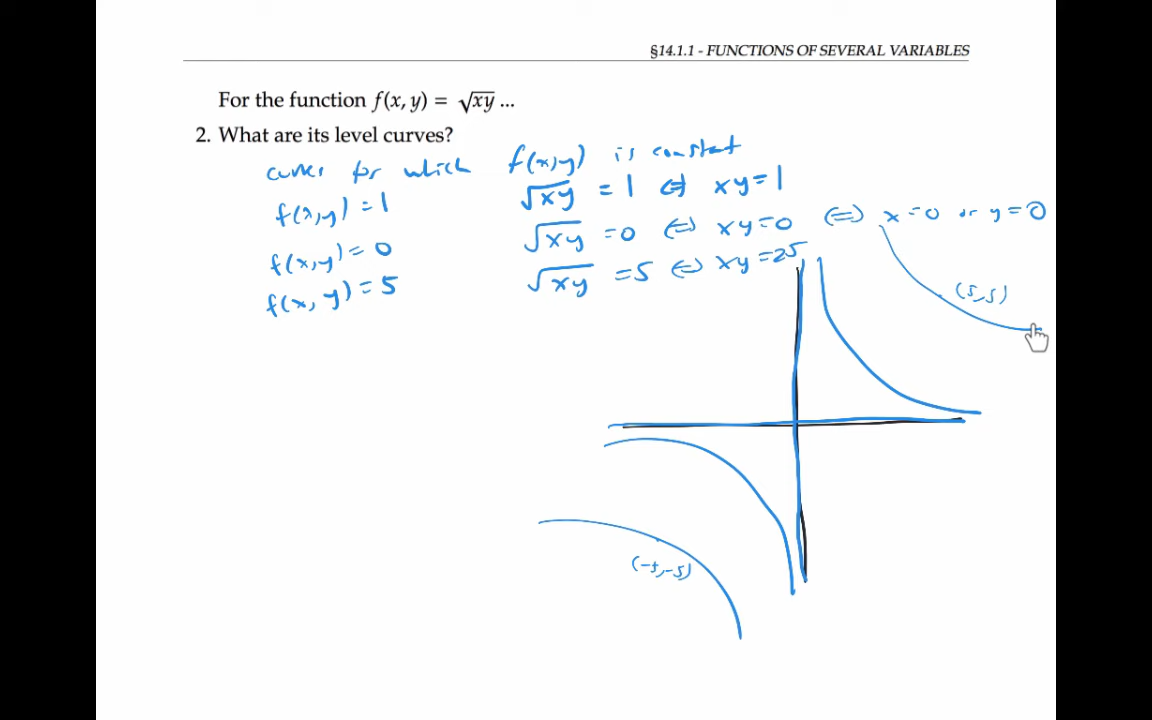 §14.1.1 - FUNCTIONS OF SEVERAL VARIABLES
For the function f(x, y) = √xy ...
2. What are its level curves?
curves for which f(x,y) is constant
f(x,y) = 1 √xy = 1 ⇔ xy = 1
f(x,y) = 0 √xy = 0 ⇔ xy = 0 ⇔ x = 0 or y = 0
f(x, y) = 5 √xy = 5 ⇔ xy = 25
(5,5)
(-5,-5)